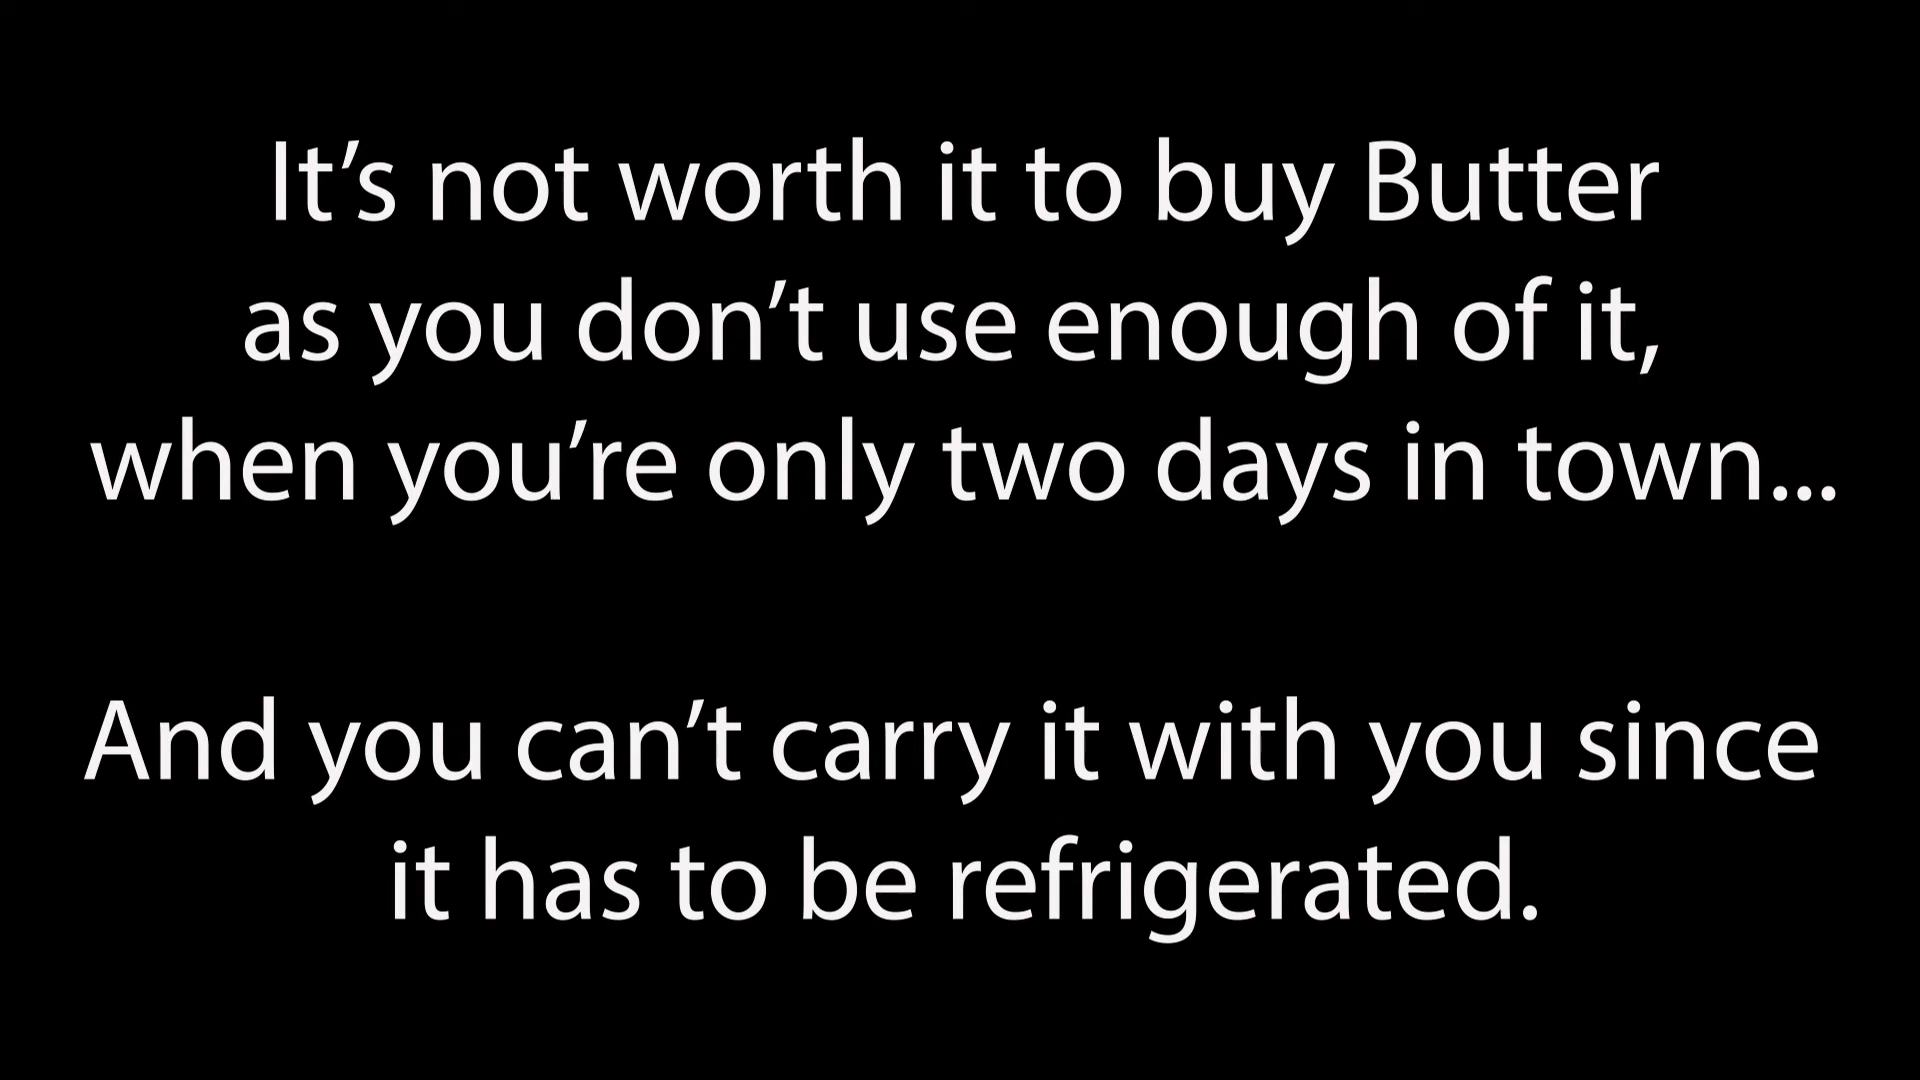 It’s not worth it to buy Butter
as you don’t use enough of it,
when you’re only two days in town...
And you can’t carry it with you since
it has to be refrigerated.